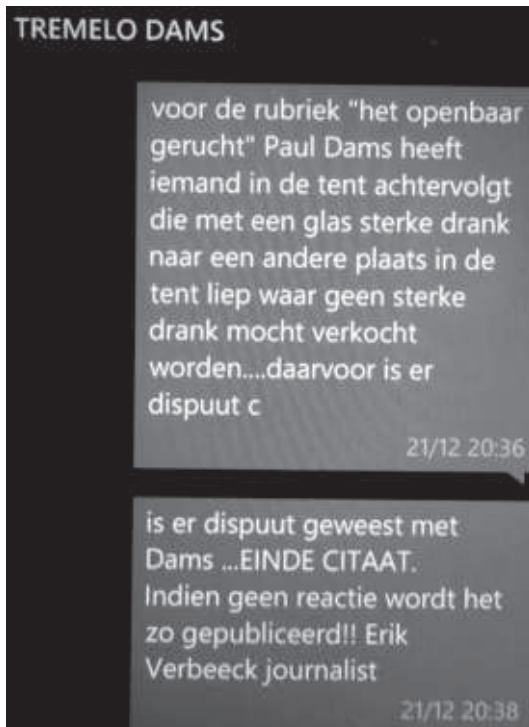 TREMELO DAMS
voor de rubriek "het openbaar
gerucht" Paul Dams heeft
iemand in de tent achtervolgt
die met een glas sterke drank
naar een andere plaats in de
tent liep waar geen sterke
drank mocht verkocht
worden....daarvoor is er
dispuut c
21/12 20:36
is er dispuut geweest met
Dams ...EINDE CITAAT.
Indien geen reactie wordt het
zo gepubliceerd!! Erik
Verbeeck journalist
21/12 20:38